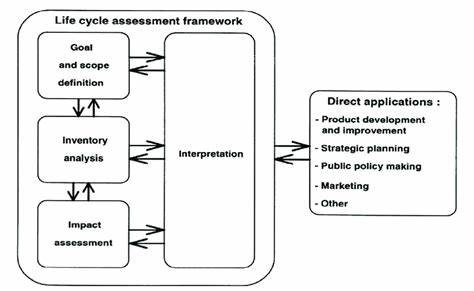 Life cycle assessment framework
Goal
and scope
definition
Inventory
analysis
Impact
assessment
Interpretation
Direct applications :
- Product development
and improvement
- Strategic planning
- Public policy making
- Marketing
- Other